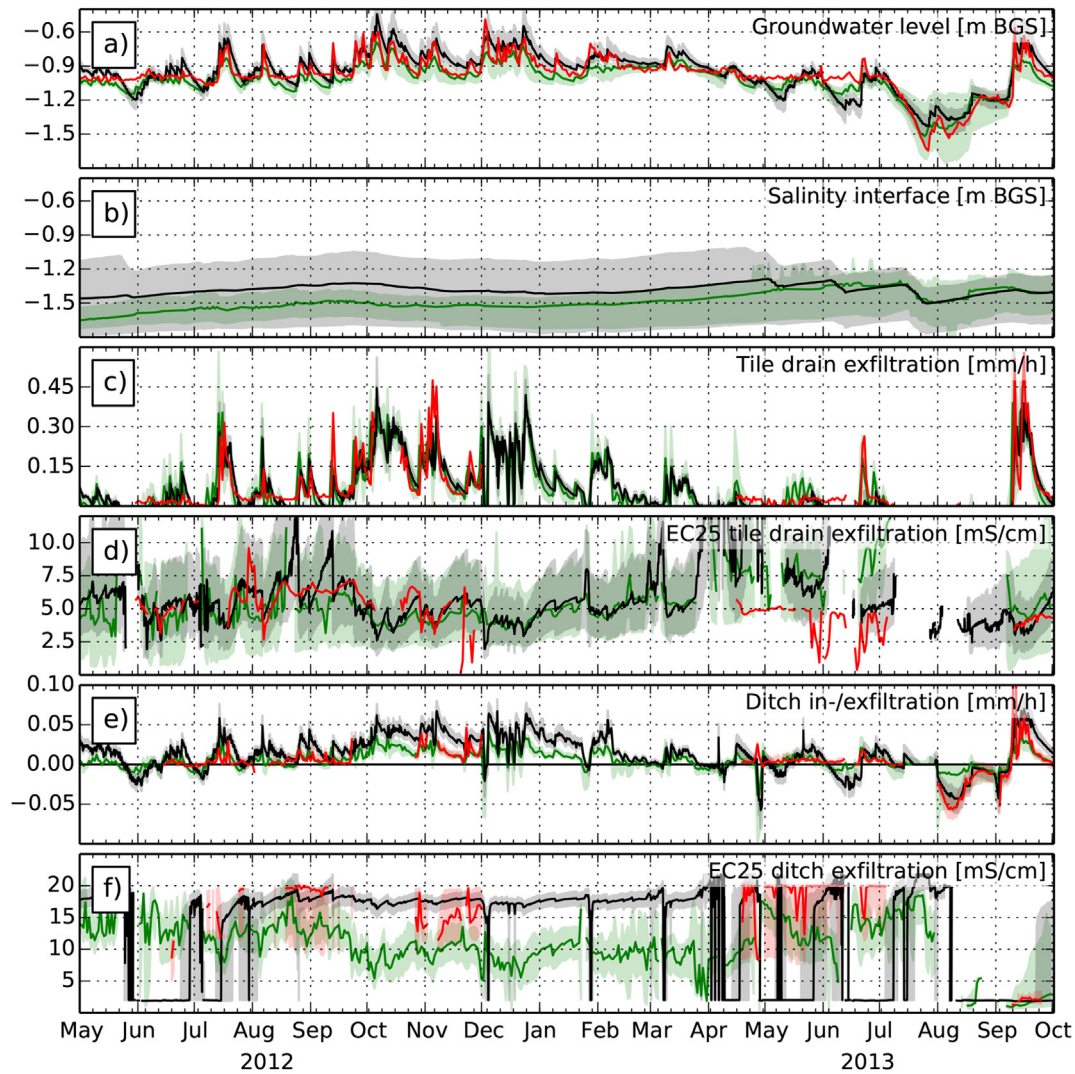 a)
Groundwater level [m BGS]
−0.6
−0.9
−1.2
−1.5
b)
Salinity interface [m BGS]
−0.6
−0.9
−1.2
−1.5
c)
Tile drain exfiltration [mm/h]
0.45
0.30
0.15
d)
EC25 tile drain exfiltration [mS/cm]
10.0
7.5
5.0
2.5
e)
Ditch in-/exfiltration [mm/h]
0.10
0.05
0.00
−0.05
f)
EC25 ditch exfiltration [mS/cm]
20
15
10
5
May Jun Jul Aug Sep Oct Nov Dec Jan Feb Mar Apr May Jun Jul Aug Sep Oct
2012 2013